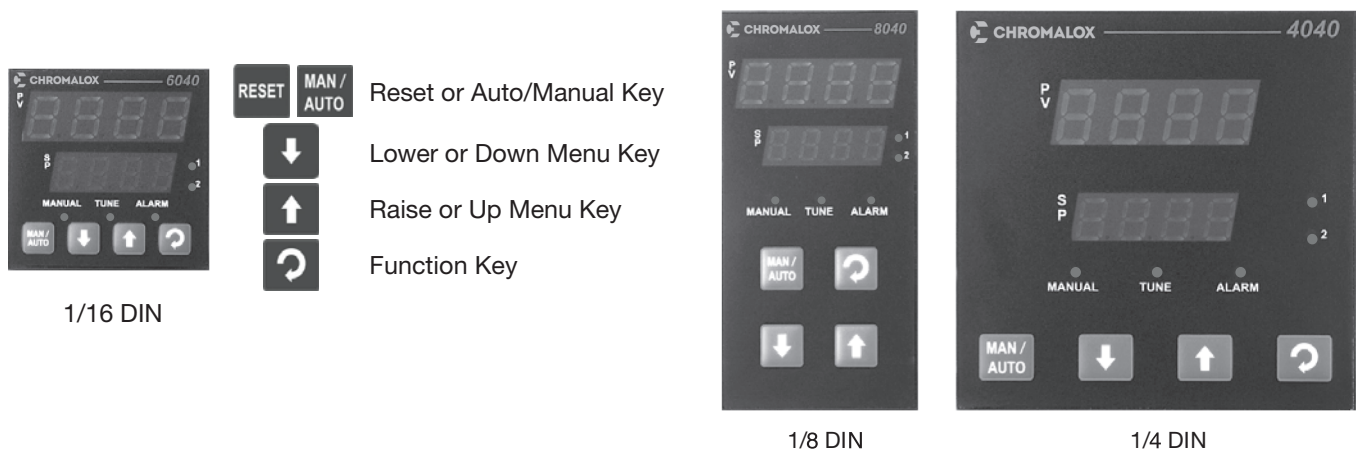 CHROMALOX 6040
PV
SP
1
2
MANUAL TUNE ALARM
MAN / AUTO
1/16 DIN
RESET MAN / AUTO Reset or Auto/Manual Key
Lower or Down Menu Key
Raise or Up Menu Key
Function Key
CHROMALOX 8040
PV
SP
1
2
MANUAL TUNE ALARM
MAN / AUTO
1/8 DIN
CHROMALOX 4040
PV
SP
1
2
MANUAL TUNE ALARM
MAN / AUTO
1/4 DIN